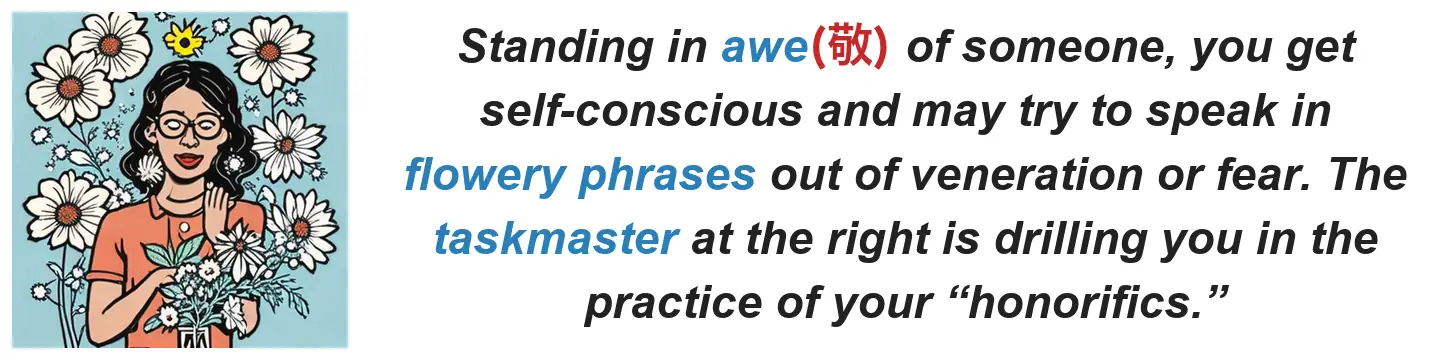 Standing in awe(敬) of someone, you get
self-conscious and may try to speak in
flowery phrases out of veneration or fear. The
taskmaster at the right is drilling you in the
practice of your “honorifics.”